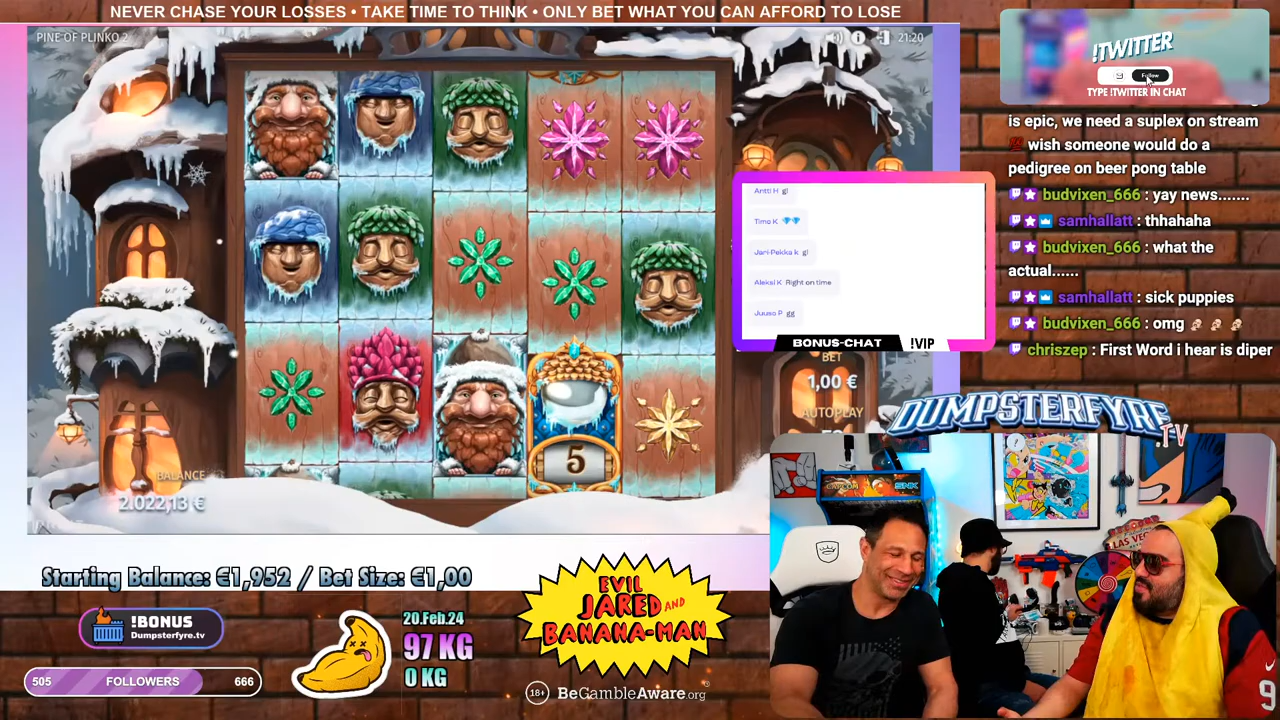 NEVER CHASE YOUR LOSSES • TAKE TIME TO THINK • ONLY BET WHAT YOU CAN AFFORD TO LOSE
PINE OF PLINKO 2
21:20
!TWITTER
Follow
TYPE !TWITTER IN CHAT
is epic, we need a suplex on stream
💯 wish someone would do a
pedigree on beer pong table
budvixen_666 : yay news.......
samhallatt : thhahaha
budvixen_666 : what the
actual......
samhallatt : sick puppies
budvixen_666 : omg
chriszep : First Word i hear is diper
Antti H gl
Timo K 💎💎
Jari-Pekka k gl
Aleksi K Right on time
Juuso P gg
BONUS-CHAT
!VIP
BET
1,00 €
AUTOPLAY
5
BALANCE
2.022,13 €
DUMPSTERFYRE
.TV
CAPCOM
SNK
LAS VEGAS
Starting Balance: €1,952 / Bet Size: €1,00
!BONUS
Dumpsterfyre.tv
505 FOLLOWERS 666
20.Feb.24
97 KG
0 KG
EVIL
JARED AND
BANANA-MAN
18+ BeGambleAware.org
9